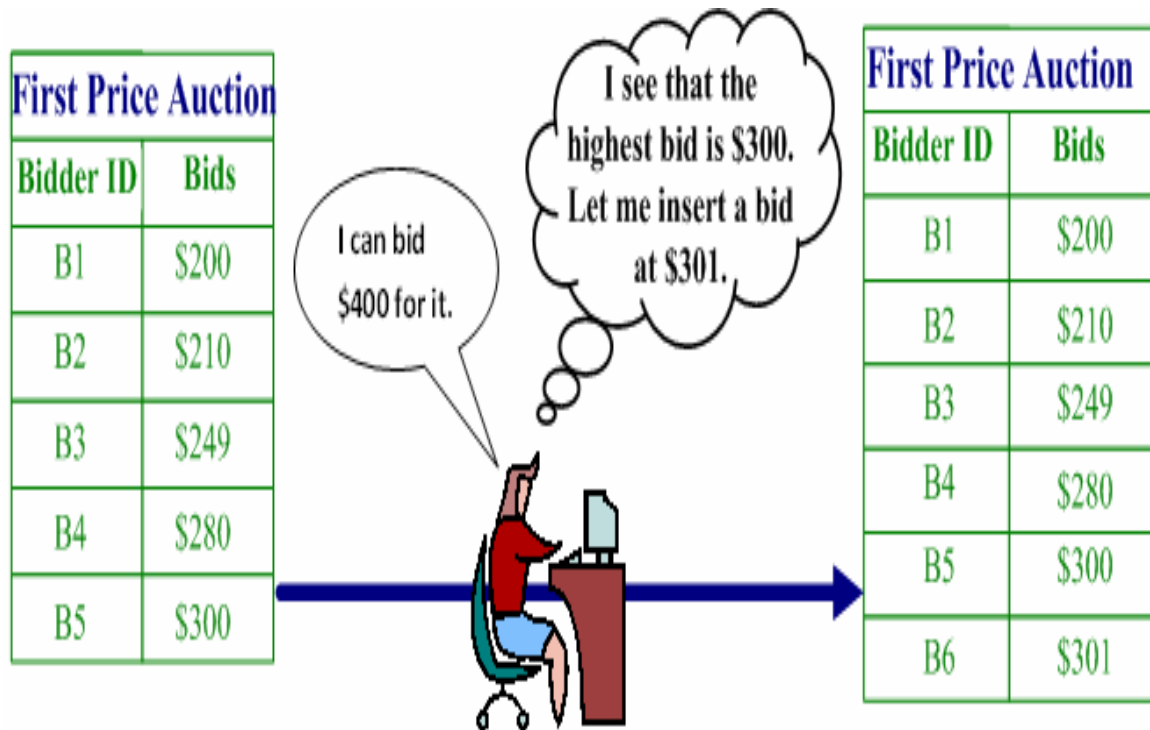 First Price Auction
Bidder ID Bids
B1 $200
B2 $210
B3 $249
B4 $280
B5 $300
I can bid
$400 for it.
I see that the
highest bid is $300.
Let me insert a bid
at $301.
First Price Auction
Bidder ID Bids
B1 $200
B2 $210
B3 $249
B4 $280
B5 $300
B6 $301